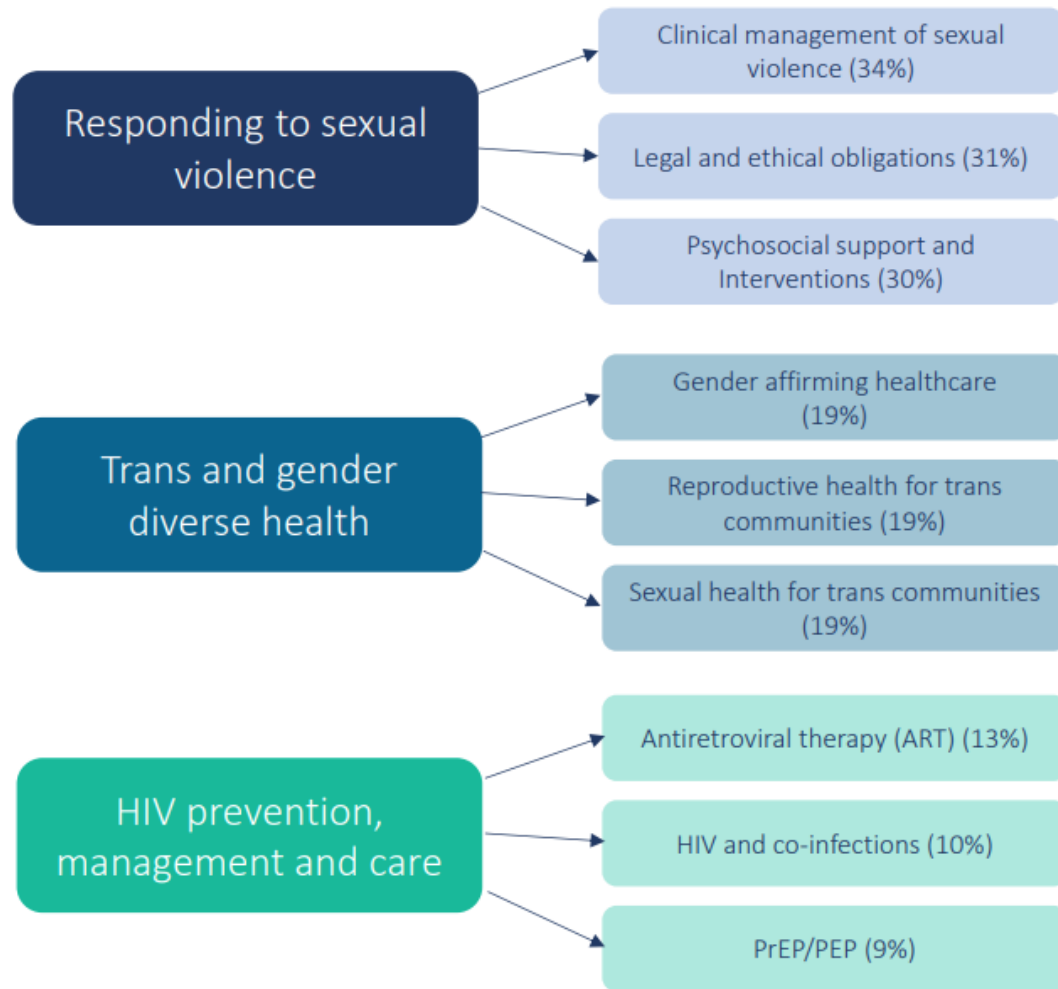 Responding to sexual
violence
Clinical management of sexual
violence (34%)
Legal and ethical obligations (31%)
Psychosocial support and
Interventions (30%)
Trans and gender
diverse health
Gender affirming healthcare
(19%)
Reproductive health for trans
communities (19%)
Sexual health for trans communities
(19%)
HIV prevention,
management and care
Antiretroviral therapy (ART) (13%)
HIV and co-infections (10%)
PrEP/PEP (9%)